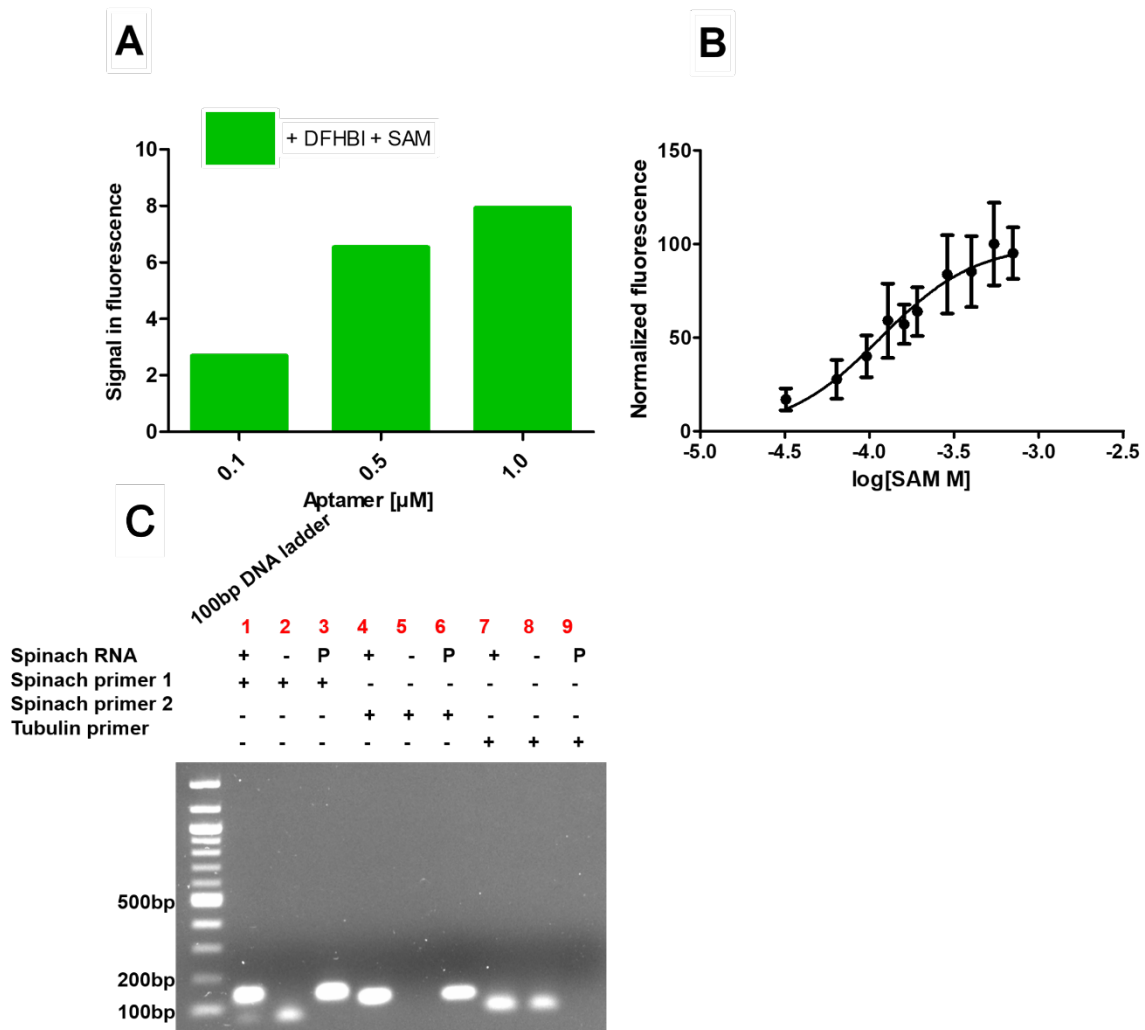 A
B
+ DFHBI + SAM
Signal in fluorescence
10
8
6
4
2
0
0.1
0.5
1.0
Aptamer [µM]
Normalized fluorescence
150
100
50
0
-5.0 -4.5 -4.0 -3.5 -3.0 -2.5
log[SAM M]
C
100bp DNA ladder
1 2 3 4 5 6 7 8 9
Spinach RNA + - P + - P + - P
Spinach primer 1 + + + - - - - - -
Spinach primer 2 - - - + + + - - -
Tubulin primer - - - - - - + + +
500bp
200bp
100bp